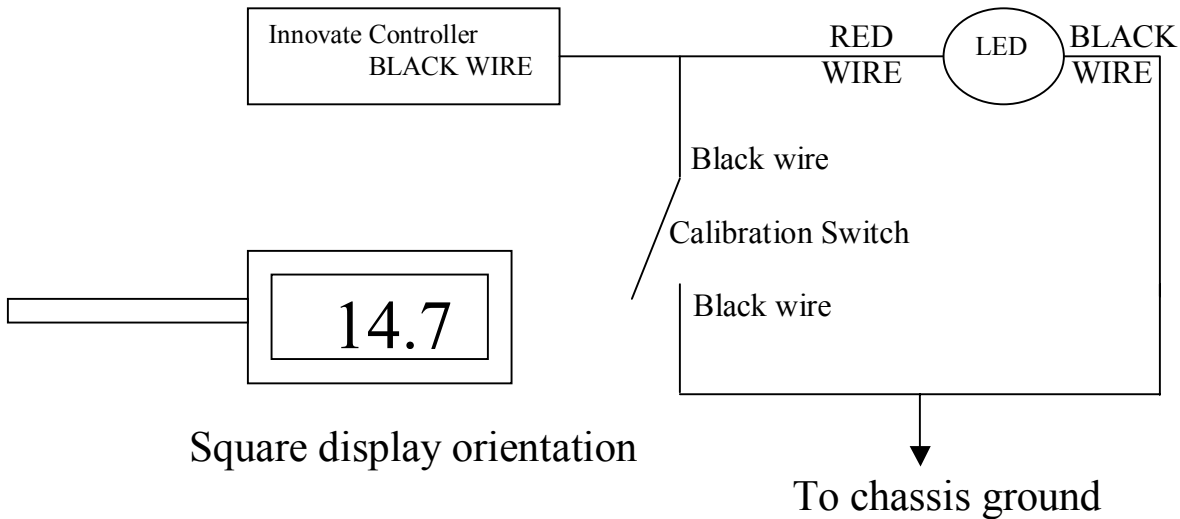 Innovate Controller
BLACK WIRE
RED
WIRE
LED
BLACK
WIRE
Black wire
Calibration Switch
Black wire
14.7
Square display orientation
To chassis ground